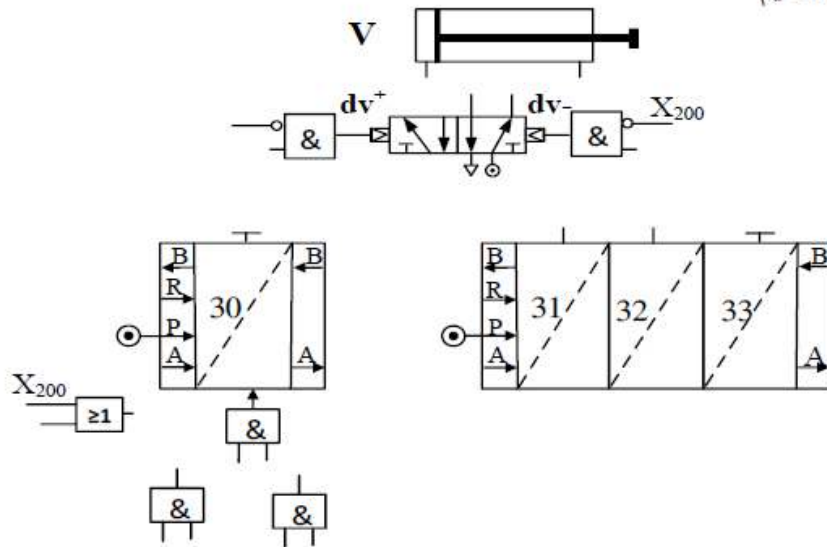 V
dv+ dv-
& & X200
B B B B
R 30 R 31 32 33
P P
A A A A
X200
≥1 &
& &